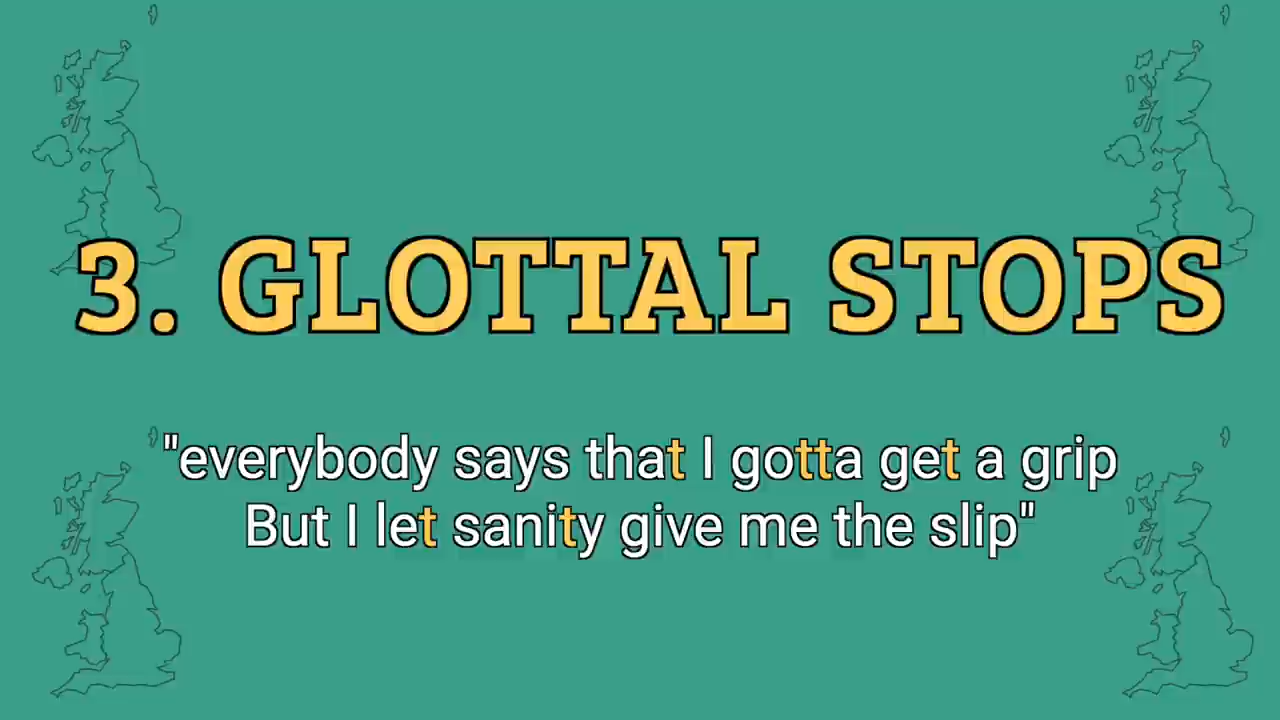 3. GLOTTAL STOPS
"everybody says that I gotta get a grip
But I let sanity give me the slip"